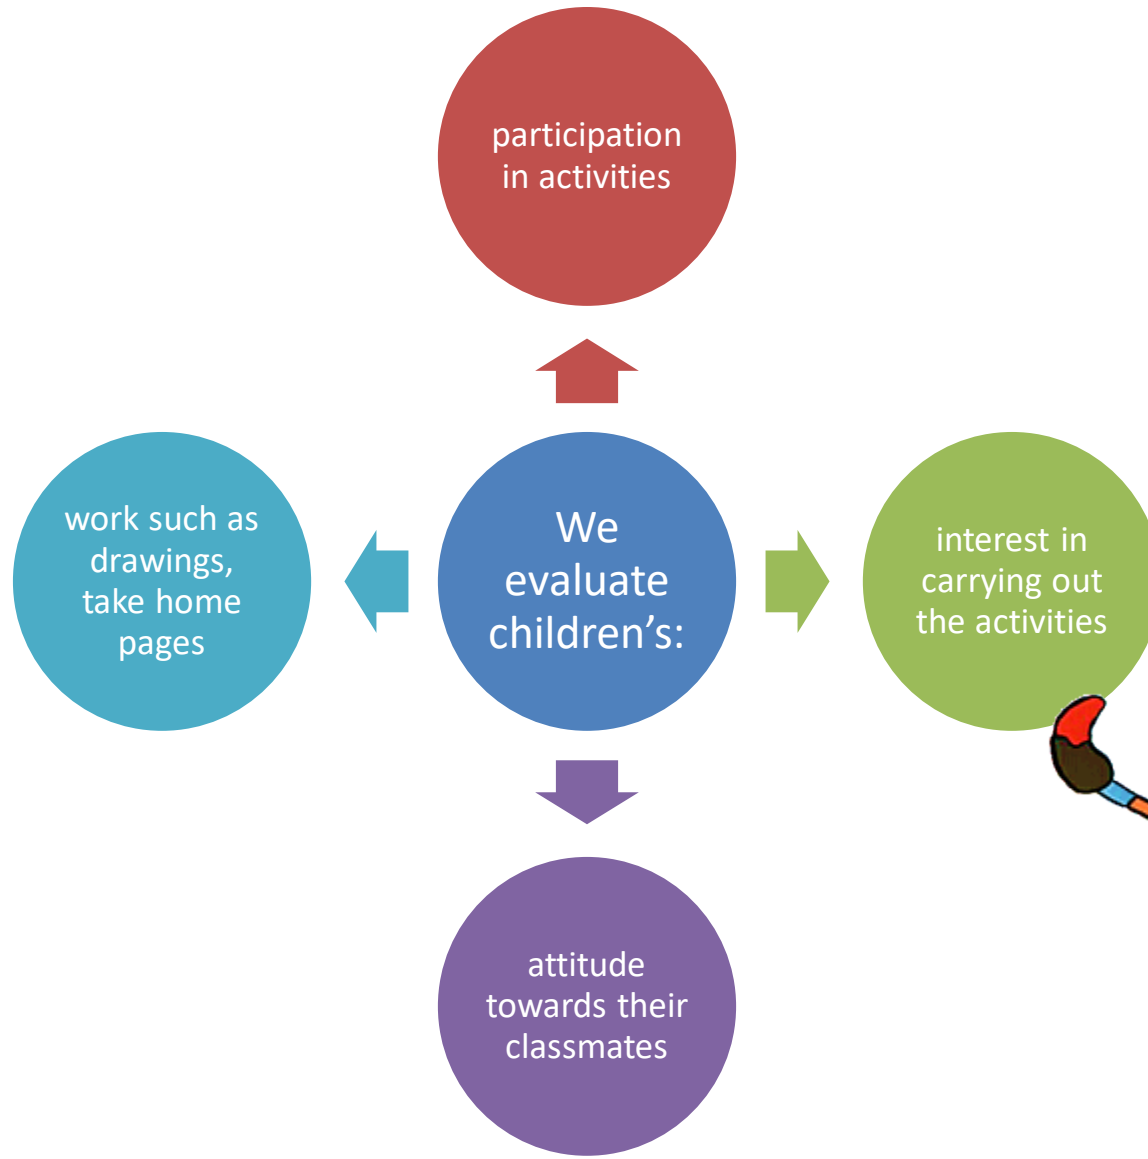 participation
in activities
work such as
drawings,
take home
pages
We
evaluate
children’s:
interest in
carrying out
the activities
attitude
towards their
classmates